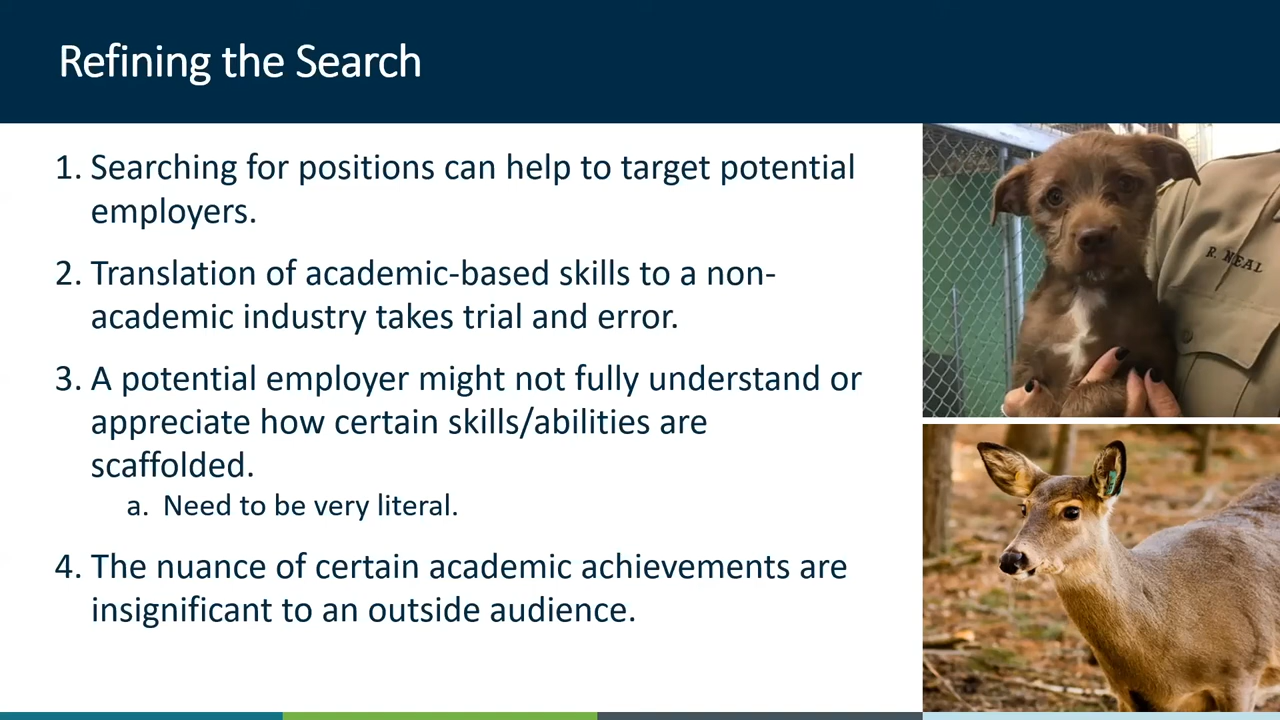 Refining the Search
1. Searching for positions can help to target potential
employers.
2. Translation of academic-based skills to a non-
academic industry takes trial and error.
3. A potential employer might not fully understand or
appreciate how certain skills/abilities are
scaffolded.
a. Need to be very literal.
4. The nuance of certain academic achievements are
insignificant to an outside audience.
R. NEAL